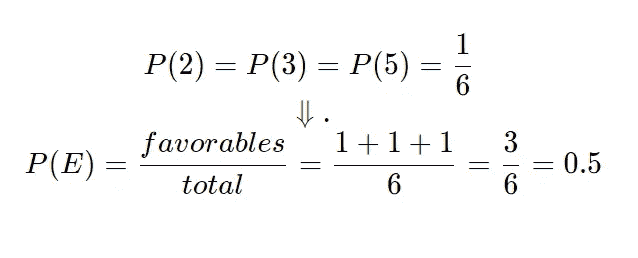 P(2) = P(3) = P(5) = 1/6
⇓ .
P(E) = favorables/total = 1 + 1 + 1/6 = 3/6 = 0.5